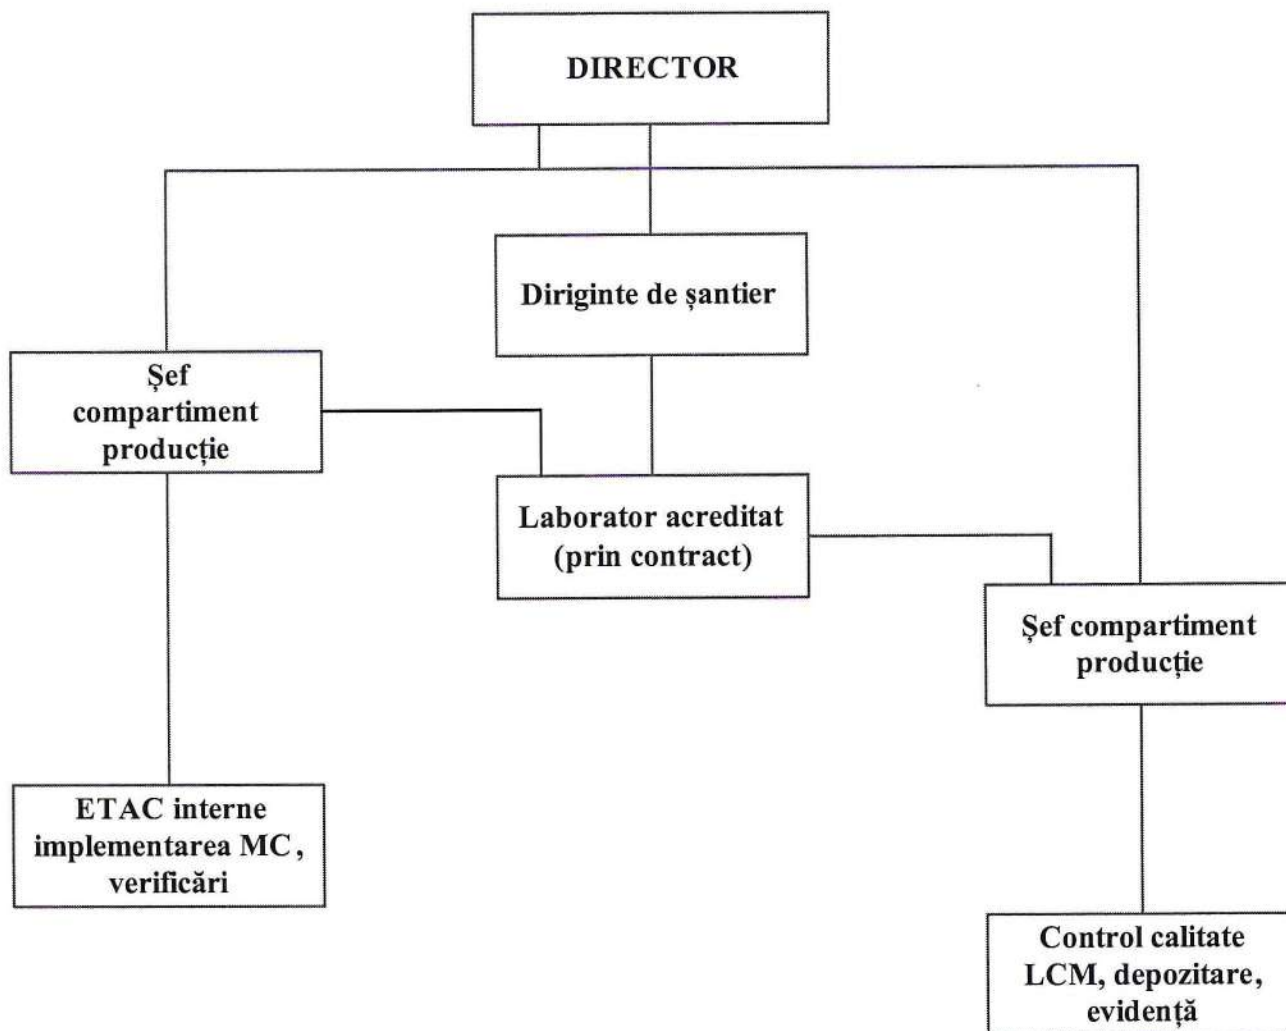 DIRECTOR
Diriginte de șantier
Șef
compartiment
producție
Laborator acreditat
(prin contract)
Șef compartiment
producție
ETAC interne
implementarea MC,
verificări
Control calitate
LCM, depozitare,
evidență